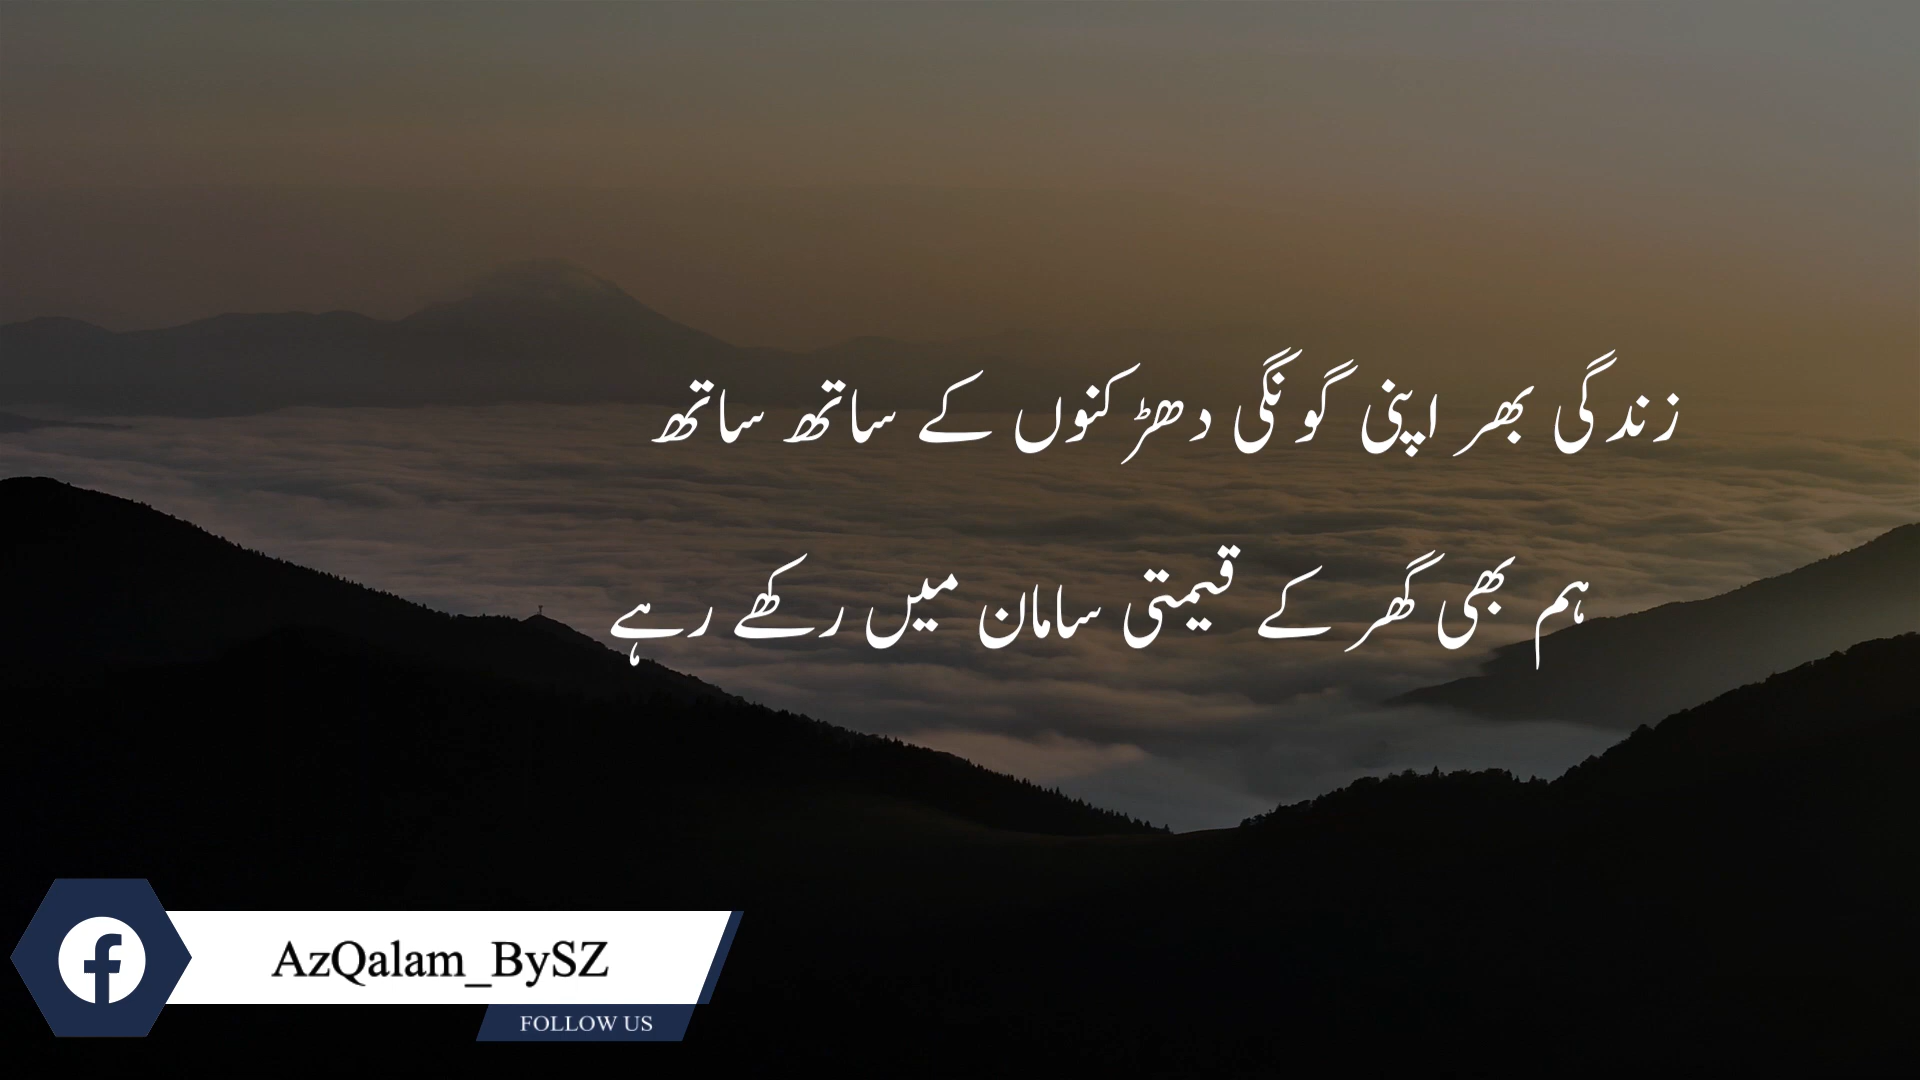 زندگی بھر اپنی گونگی دھڑکنوں کے ساتھ ساتھ
ہم بھی گھر کے قیمتی سامان میں رکھے رہے
AzQalam_BySZ
FOLLOW US